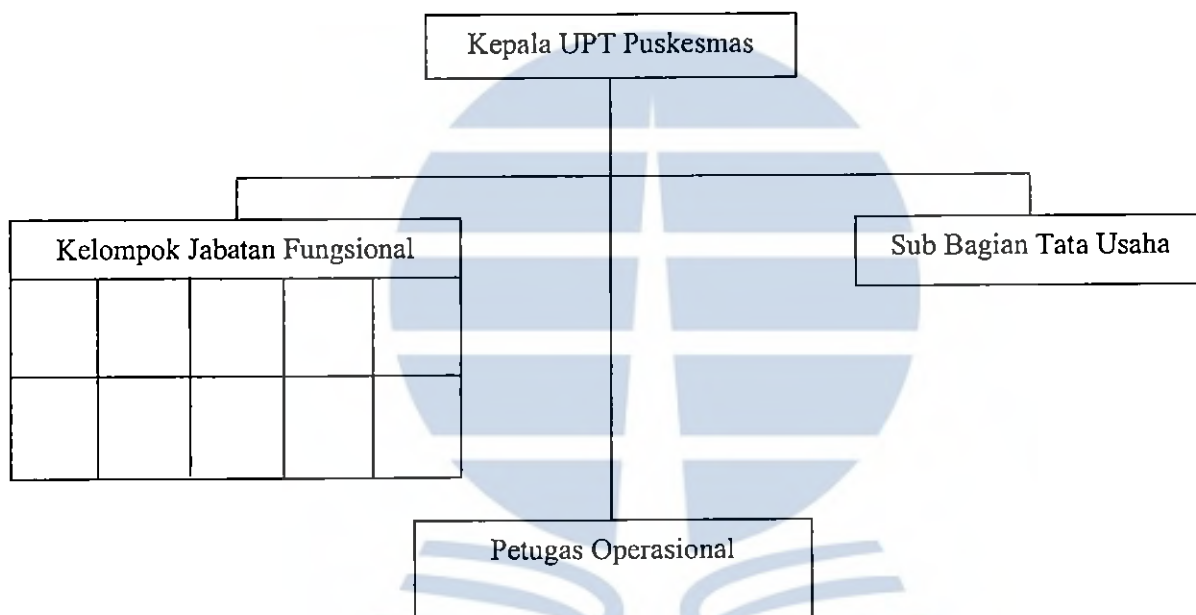 Kepala UPT Puskesmas
Kelompok Jabatan Fungsional
Sub Bagian Tata Usaha
Petugas Operasional